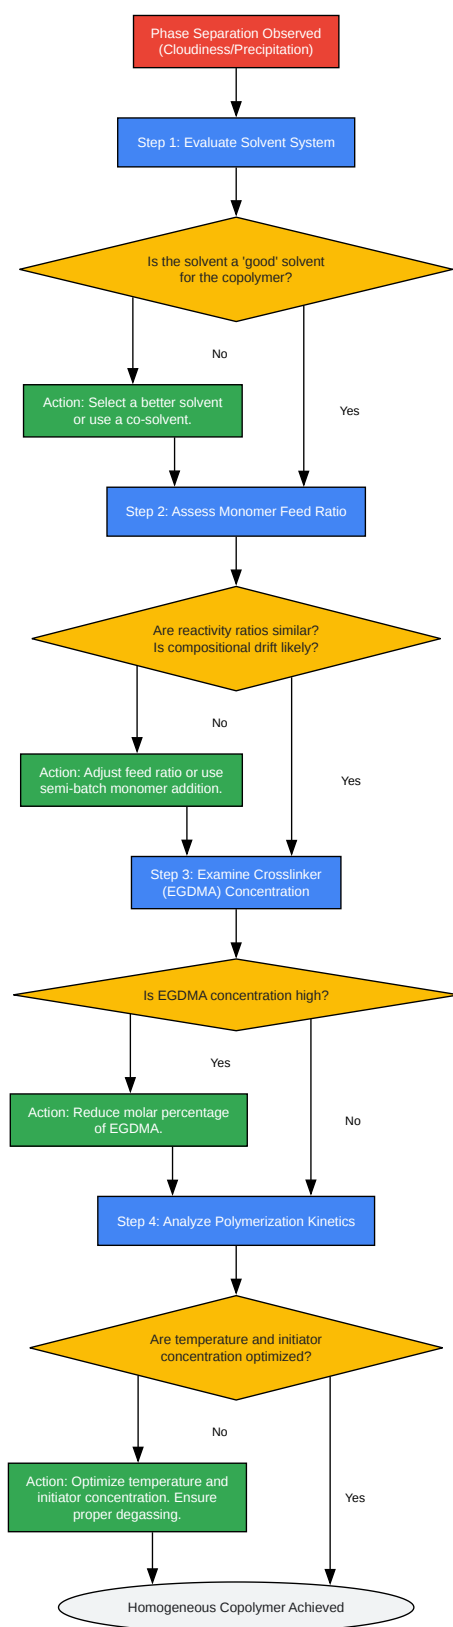 Phase Separation Observed
(Cloudiness/Precipitation)
Step 1: Evaluate Solvent System
Is the solvent a 'good' solvent
for the copolymer?
No
Action: Select a better solvent
or use a co-solvent.
Yes
Step 2: Assess Monomer Feed Ratio
Are reactivity ratios similar?
Is compositional drift likely?
No
Action: Adjust feed ratio or use
semi-batch monomer addition.
Yes
Step 3: Examine Crosslinker
(EGDMA) Concentration
Is EGDMA concentration high?
Yes
Action: Reduce molar percentage
of EGDMA.
No
Step 4: Analyze Polymerization Kinetics
Are temperature and initiator
concentration optimized?
No
Action: Optimize temperature and
initiator concentration. Ensure
proper degassing.
Yes
Homogeneous Copolymer Achieved